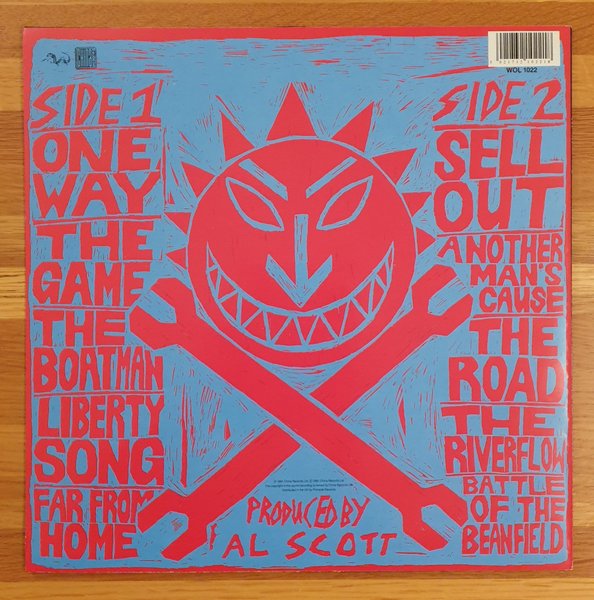 SIDE 1
ONE
WAY
THE
GAME
THE
BOATMAN
LIBERTY
SONG
FAR FROM
HOME
WOL 1022
SIDE 2
SELL
OUT
ANOTHER
MAN'S
CAUSE
THE
ROAD
THE
RIVERFLOW
BATTLE
OF THE
BEANFIELD
PRODUCED BY
AL SCOTT